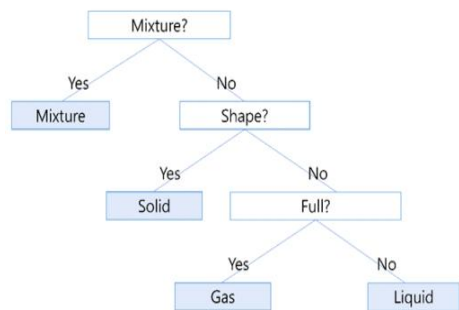 Mixture?
Yes
No
Mixture
Shape?
Yes
No
Solid
Full?
Yes
No
Gas
Liquid